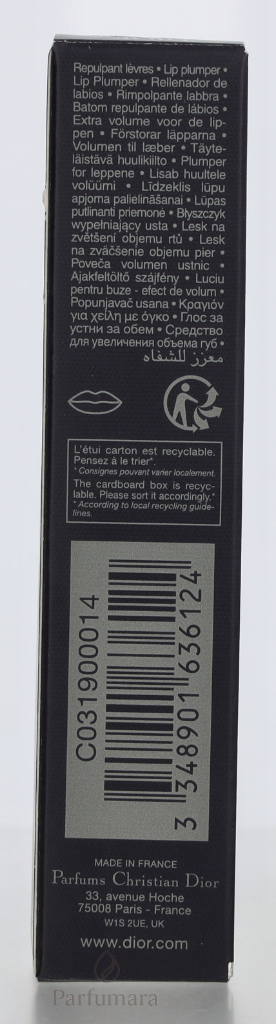 Repulpant lèvres • Lip plumper •
Lip Plumper • Rellenador de
labios • Rimpolpante labbra •
Batom repulpante de lábios •
Extra volume voor de lip-
pen • Förstorar läpparna •
Volumen til læber • Täyte-
läistävä huulikiilto • Plumper
for leppene • Lisab huultele
volüümi • Līdzeklis lūpu
apjoma palielināšanai • Lūpas
putlinanti priemonė • Błyszczyk
wypełniający usta • Lesk na
zvětšení objemu rtů • Lesk
na zväčšenie objemu pier •
Poveča volumen ustnic •
Ajakfeltöltő szájfény • Luciu
pentru buze - efect de volum •
Popunjavač usana • Κραγιόν
για χείλη με όγκο • Глос за
устни за обем • Средство
для увеличения объема губ •
معزز للشفاه
L'étui carton est recyclable.
Pensez à le trier*.
* Consignes pouvant varier localement.
The cardboard box is recyc-
lable. Please sort it accordingly.*
* According to local recycling guide-
lines.
C031900014
3 348901 636124
MADE IN FRANCE
Parfums Christian Dior
33, avenue Hoche
75008 Paris - France
W1S 2UE, UK
www.dior.com
Parfumara